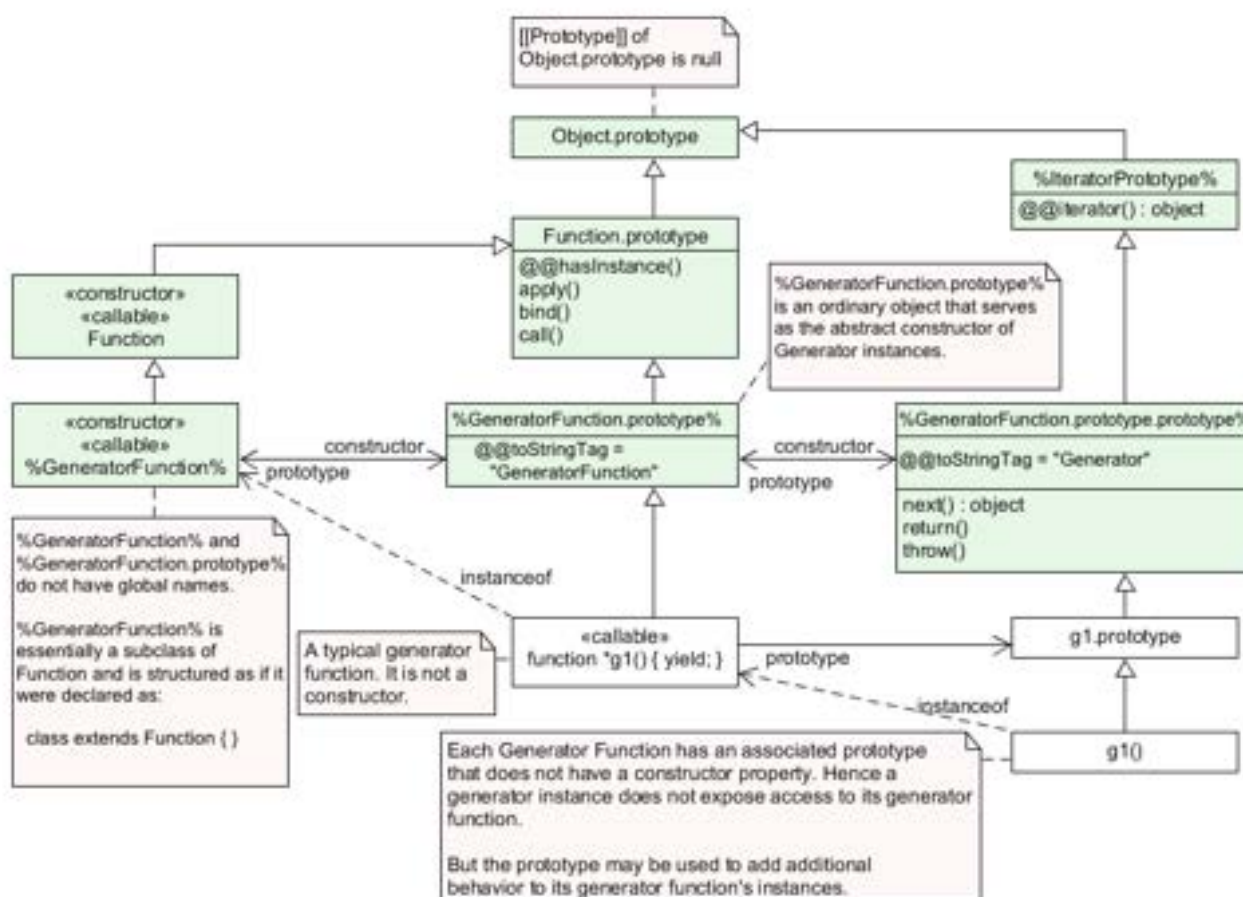 [[Prototype]] of
Object.prototype is null
Object.prototype
%IteratorPrototype%
@@iterator() : object
Function.prototype
@@hasInstance()
apply()
bind()
call()
«constructor»
«callable»
Function
%GeneratorFunction.prototype%
is an ordinary object that serves
as the abstract constructor of
Generator instances.
«constructor»
«callable»
%GeneratorFunction%
constructor
prototype
%GeneratorFunction.prototype%
@@toStringTag =
"GeneratorFunction"
constructor
prototype
%GeneratorFunction.prototype.prototype%
@@toStringTag = "Generator"
next() : object
return()
throw()
%GeneratorFunction% and
%GeneratorFunction.prototype%
do not have global names.
%GeneratorFunction% is
essentially a subclass of
Function and is structured as if it
were declared as:
class extends Function { }
instanceof
A typical generator
function. It is not a
constructor.
«callable»
function *g1() { yield; }
prototype
g1.prototype
instanceof
g1()
Each Generator Function has an associated prototype
that does not have a constructor property. Hence a
generator instance does not expose access to its generator
function.
But the prototype may be used to add additional
behavior to its generator function's instances.